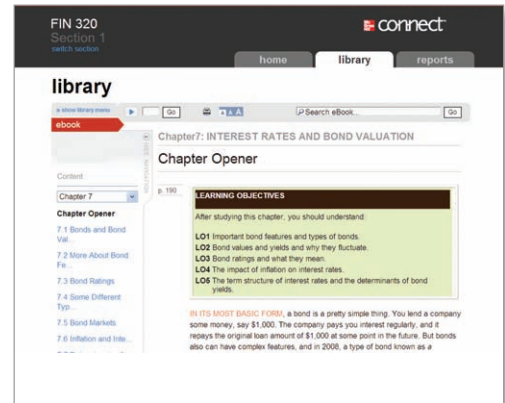 FIN 320
Section 1
switch section
connect
home
library
reports
library
show library menu
Go
A A A
Search eBook...
Go
ebook
Chapter7: INTEREST RATES AND BOND VALUATION
Chapter Opener
Content
Chapter 7
p. 190
LEARNING OBJECTIVES
After studying this chapter, you should understand:
LO1 Important bond features and types of bonds.
LO2 Bond values and yields and why they fluctuate.
LO3 Bond ratings and what they mean.
LO4 The impact of inflation on interest rates.
LO5 The term structure of interest rates and the determinants of bond
yields.
Chapter Opener
7.1 Bonds and Bond
Val...
7.2 More About Bond
Fe...
7.3 Bond Ratings
7.4 Some Different
Typ...
7.5 Bond Markets
7.6 Inflation and Inte...
IN ITS MOST BASIC FORM, a bond is a pretty simple thing. You lend a company
some money, say $1,000. The company pays you interest regularly, and it
repays the original loan amount of $1,000 at some point in the future. But bonds
also can have complex features, and in 2008, a type of bond known as a